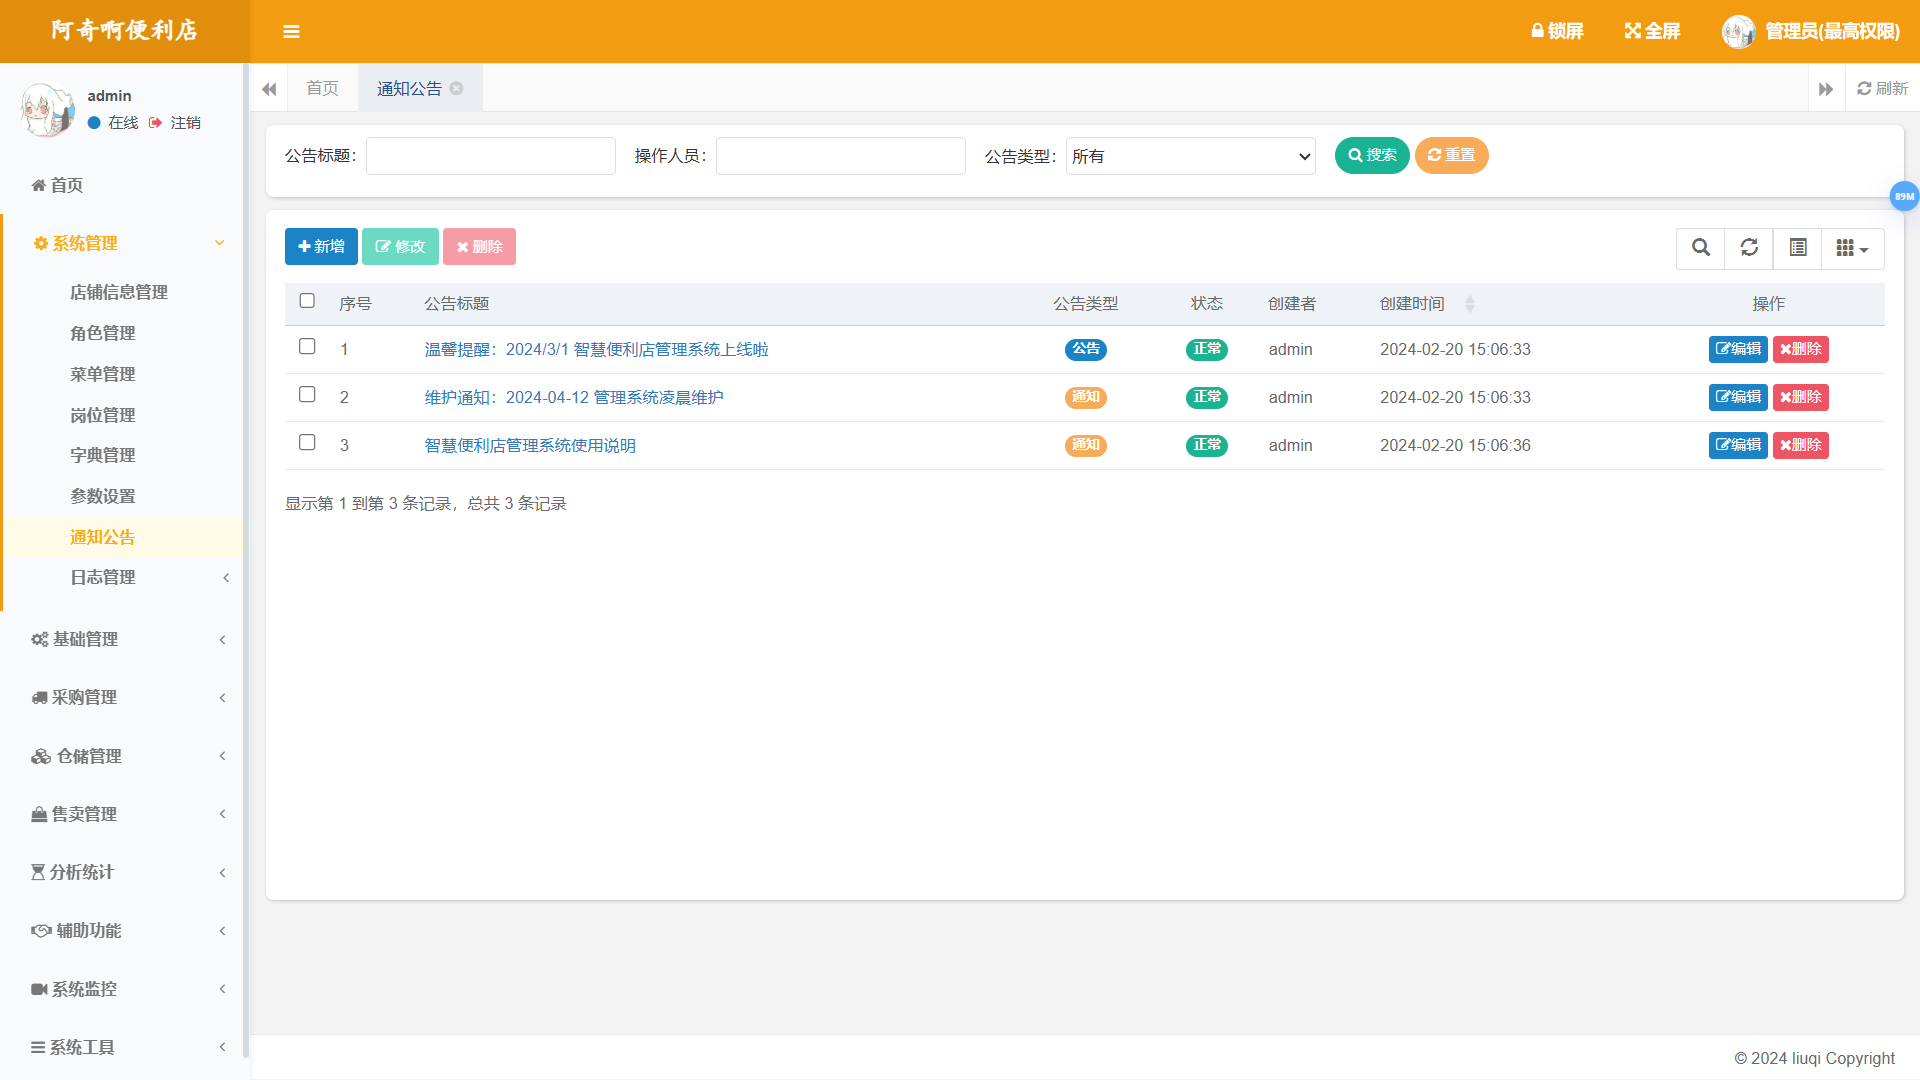 阿奇啊便利店
锁屏
全屏
管理员(最高权限)
admin
在线
注销
首页
通知公告
刷新
公告标题：
操作人员：
公告类型：
所有
搜索
重置
89M
首页
系统管理
店铺信息管理
角色管理
菜单管理
岗位管理
字典管理
参数设置
通知公告
日志管理
基础管理
采购管理
仓储管理
售卖管理
分析统计
辅助功能
系统监控
系统工具
新增
修改
删除
序号 公告标题 公告类型 状态 创建者 创建时间 操作
1 温馨提醒：2024/3/1 智慧便利店管理系统上线啦 公告 正常 admin 2024-02-20 15:06:33 编辑 删除
2 维护通知：2024-04-12 管理系统凌晨维护 通知 正常 admin 2024-02-20 15:06:33 编辑 删除
3 智慧便利店管理系统使用说明 通知 正常 admin 2024-02-20 15:06:36 编辑 删除
显示第 1 到第 3 条记录，总共 3 条记录
© 2024 liuqi Copyright